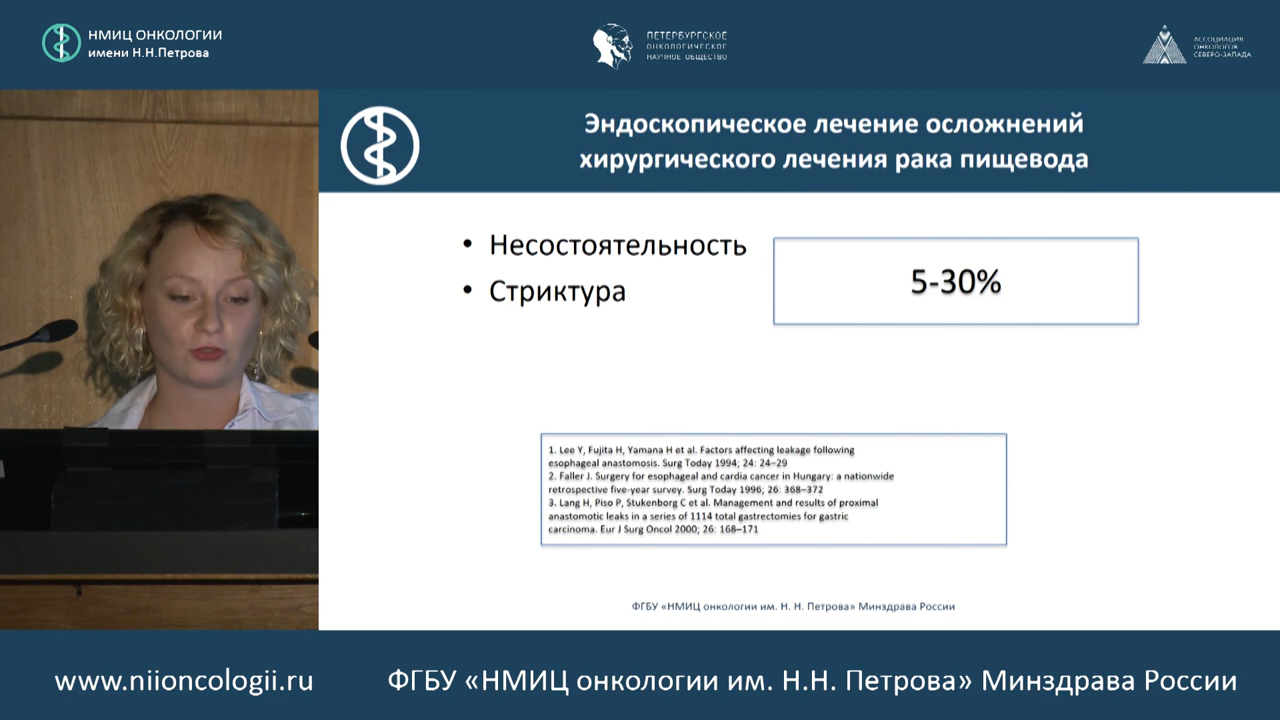 НМИЦ ОНКОЛОГИИ
имени Н.Н.Петрова
ПЕТЕРБУРГСКОЕ
ОНКОЛОГИЧЕСКОЕ
НАУЧНОЕ ОБЩЕСТВО
АССОЦИАЦИЯ
ОНКОЛОГОВ
СЕВЕРО-ЗАПАДА
Эндоскопическое лечение осложнений
хирургического лечения рака пищевода
• Несостоятельность
• Стриктура
5-30%
1. Lee Y, Fujita H, Yamana H et al. Factors affecting leakage following
esophageal anastomosis. Surg Today 1994; 24: 24–29
2. Faller J. Surgery for esophageal and cardia cancer in Hungary: a nationwide
retrospective five-year survey. Surg Today 1996; 26: 368–372
3. Lang H, Piso P, Stukenborg C et al. Management and results of proximal
anastomotic leaks in a series of 1114 total gastrectomies for gastric
carcinoma. Eur J Surg Oncol 2000; 26: 168–171
ФГБУ «НМИЦ онкологии им. Н. Н. Петрова» Минздрава России
www.niioncologii.ru
ФГБУ «НМИЦ онкологии им. Н.Н. Петрова» Минздрава России